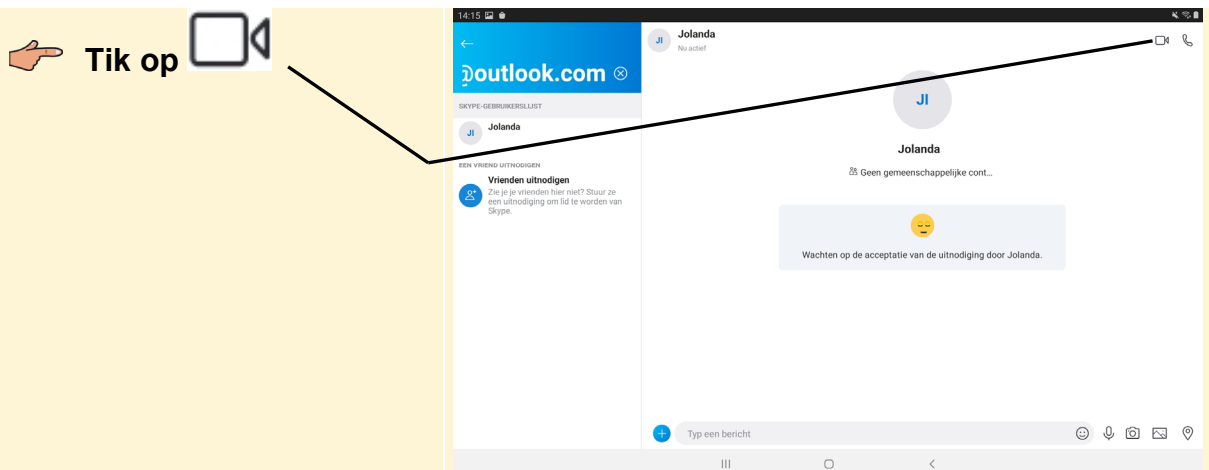 Tik op
14:15
Jolanda
Nu actief
@outlook.com
SKYPE-GEBRUIKERSLIJST
JI Jolanda
EEN VRIEND UITNODIGEN
Vrienden uitnodigen
Zie je je vrienden hier niet? Stuur ze
een uitnodiging om lid te worden van
Skype.
JI
JI
Jolanda
Geen gemeenschappelijke cont...
Wachten op de acceptatie van de uitnodiging door Jolanda.
Typ een bericht